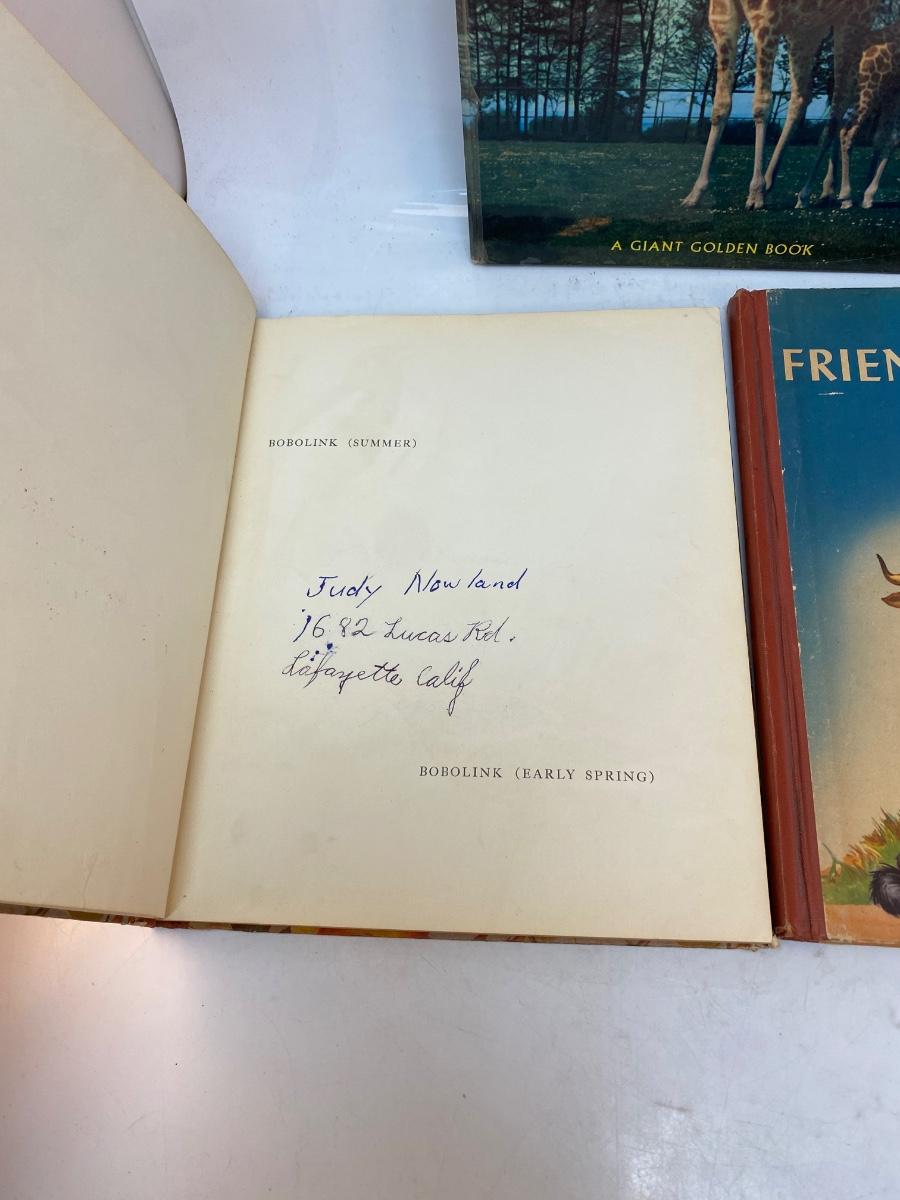 A GIANT GOLDEN BOOK
FRIEN
BOBOLINK (SUMMER)
Judy Nowland
1682 Lucas Rd.
Lafayette Calif
BOBOLINK (EARLY SPRING)